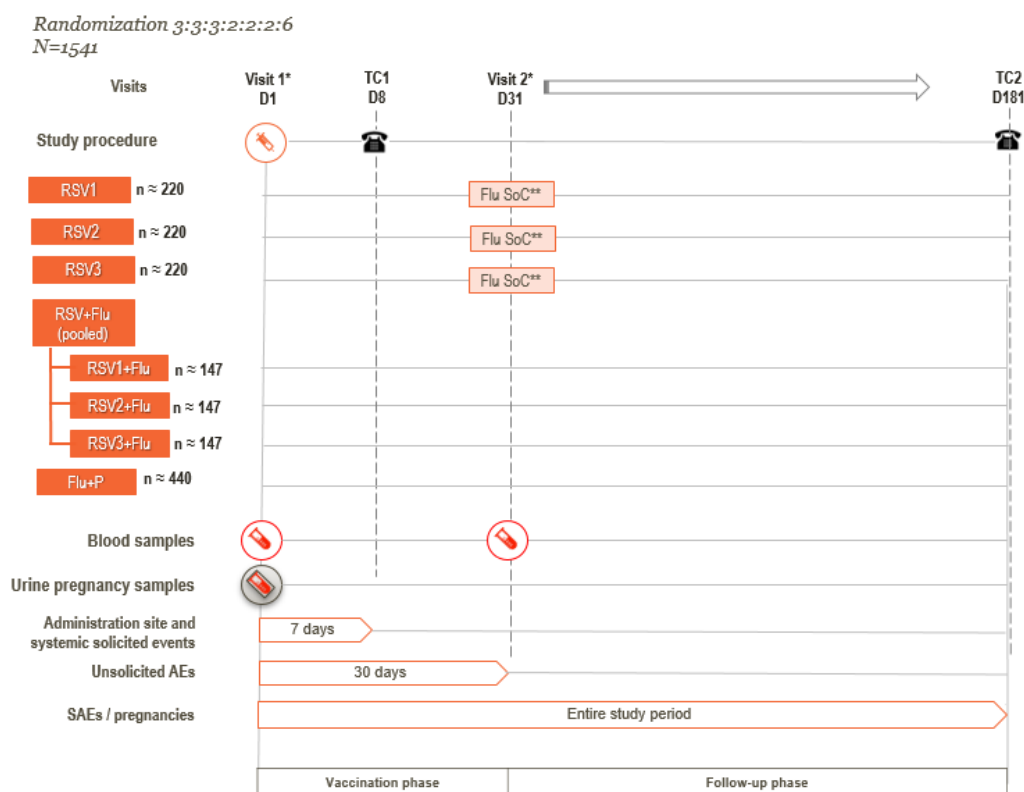 Randomization 3:3:3:2:2:2:6
N=1541
Visits
Visit 1*
D1
TC1
D8
Visit 2*
D31
TC2
D181
Study procedure
RSV1 n ≈ 220 Flu SoC**
RSV2 n ≈ 220 Flu SoC**
RSV3 n ≈ 220 Flu SoC**
RSV+Flu
(pooled)
RSV1+Flu n ≈ 147
RSV2+Flu n ≈ 147
RSV3+Flu n ≈ 147
Flu+P n ≈ 440
Blood samples
Urine pregnancy samples
Administration site and
systemic solicited events
7 days
Unsolicited AEs 30 days
SAEs / pregnancies Entire study period
Vaccination phase Follow-up phase